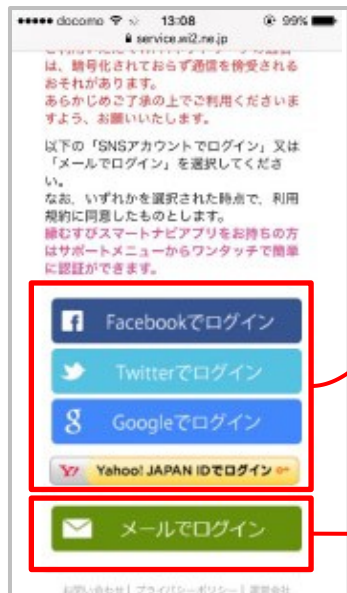 docomo 13:08 99%
service.wi2.ne.jp
は、暗号化されておらず通信を傍受される
おそれがあります。
あらかじめご了承の上でご利用くださいま
すよう、お願いいたします。
以下の「SNSアカウントでログイン」又は
「メールでログイン」を選択してくださ
い。
なお、いずれかを選択された時点で、利用
規約に同意したものとします。
縁むすびスマートナビアプリをお持ちの方
はサポートメニューからワンタッチで簡単
に認証ができます。
f Facebookでログイン
Twitterでログイン
g Googleでログイン
Y! Yahoo! JAPAN IDでログイン
メールでログイン
お問い合わせ | プライバシーポリシー | 運営会社